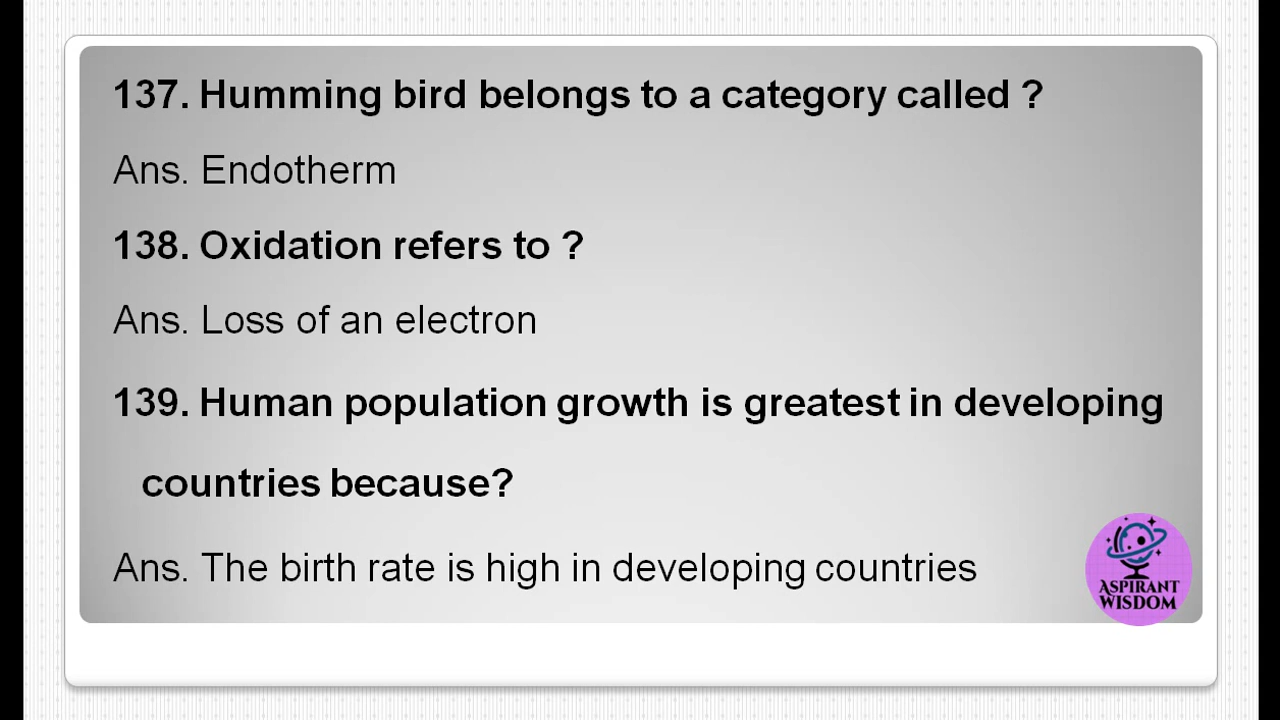 137. Humming bird belongs to a category called ?
Ans. Endotherm
138. Oxidation refers to ?
Ans. Loss of an electron
139. Human population growth is greatest in developing
countries because?
Ans. The birth rate is high in developing countries
ASPIRANT
WISDOM